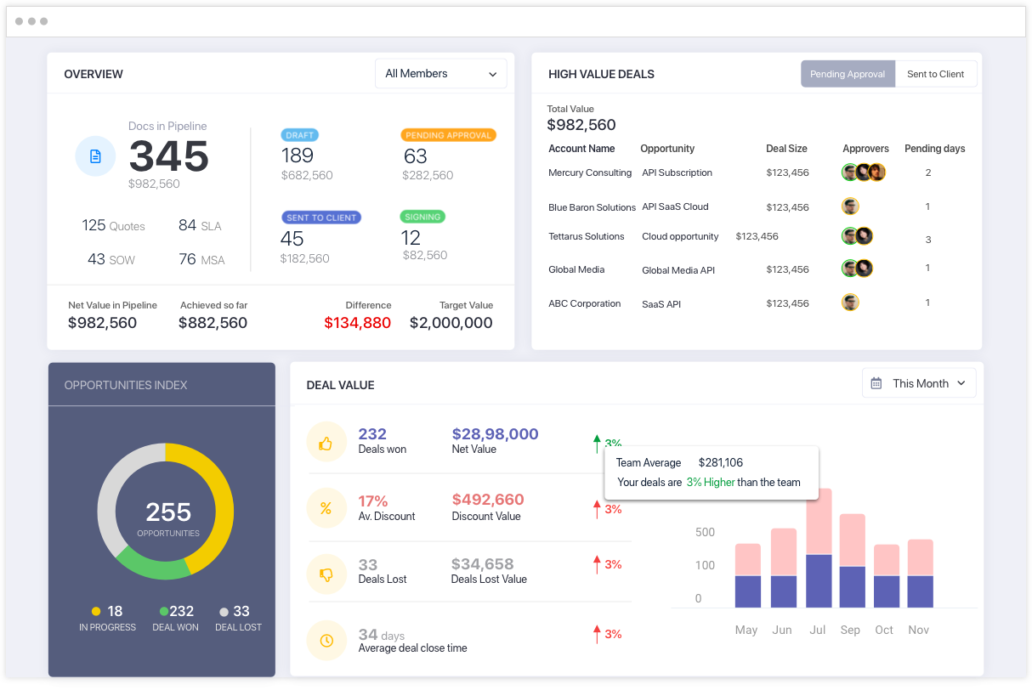 OVERVIEW
All Members
Docs in Pipeline
345
$982,560
125 Quotes
84 SLA
43 SOW
76 MSA
DRAFT
189
$682,560
PENDING APPROVAL
63
$282,560
SENT TO CLIENT
45
$182,560
SIGNING
12
$82,560
Net Value in Pipeline
$982,560
Achieved so far
$882,560
Difference
$134,880
Target Value
$2,000,000
HIGH VALUE DEALS
Pending Approval
Sent to Client
Total Value
$982,560
Account Name Opportunity Deal Size Approvers Pending days
Mercury Consulting API Subscription $123,456 2
Blue Baron Solutions API SaaS Cloud $123,456 1
Tettarus Solutions Cloud opportunity $123,456 3
Global Media Global Media API $123,456 1
ABC Corporation SaaS API $123,456 1
OPPORTUNITIES INDEX
255
OPPORTUNITIES
18 232 33
IN PROGRESS DEAL WON DEAL LOST
DEAL VALUE
This Month
232 $28,98,000 3%
Deals won Net Value
17% $492,660 3%
Av. Discount Discount Value
33 $34,658 3%
Deals Lost Deals Lost Value
34 days 3%
Average deal close time
Team Average $281,106
Your deals are 3% Higher than the team
500
100
0
May Jun Jul Sep Oct Nov